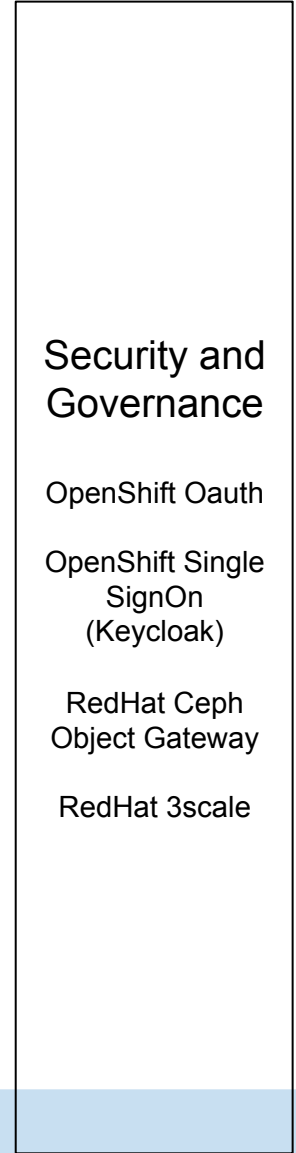 Security and
Governance
OpenShift Oauth
OpenShift Single
SignOn
(Keycloak)
RedHat Ceph
Object Gateway
RedHat 3scale